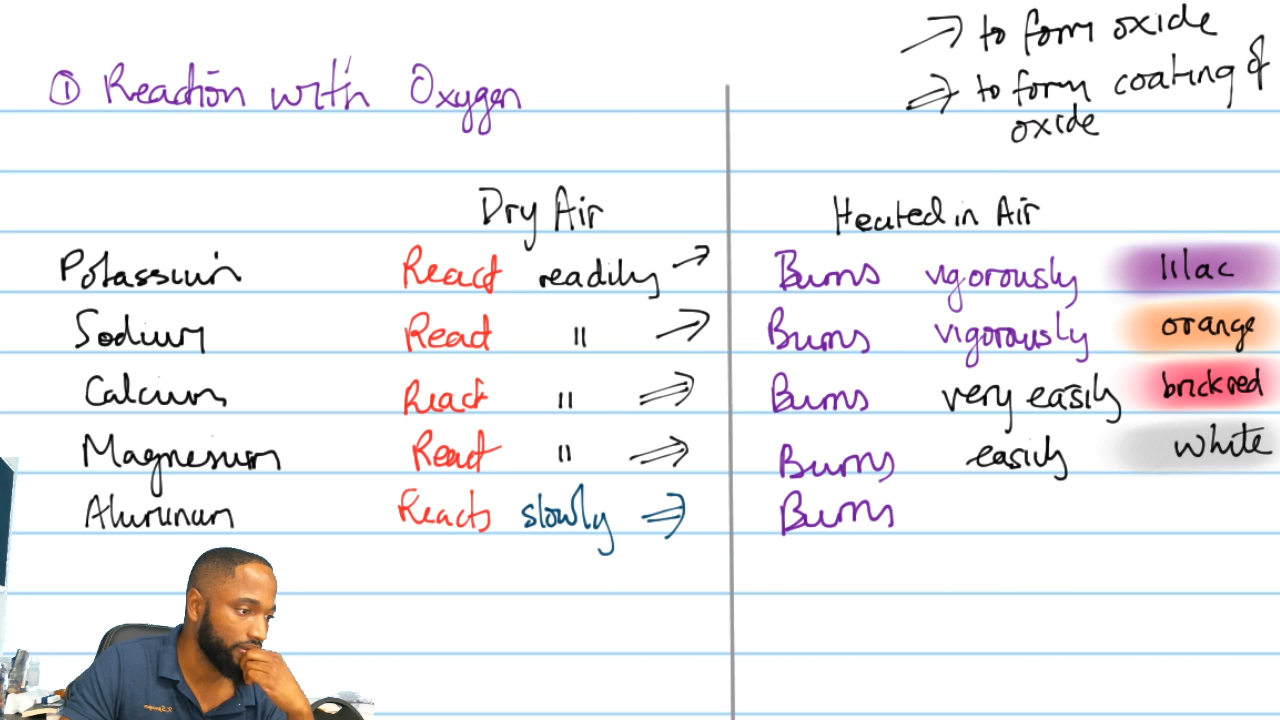 → to form oxide
① Reaction with Oxygen
⇒ to form coating of
oxide
Dry Air Heated in Air
Potassium React readily → Burns vigorously lilac
Sodium React " → Burns vigorously orange
Calcium React " ⇒ Burns very easily brick red
Magnesium React " ⇒ Burns easily white
Aluminum Reacts slowly ⇒ Burns